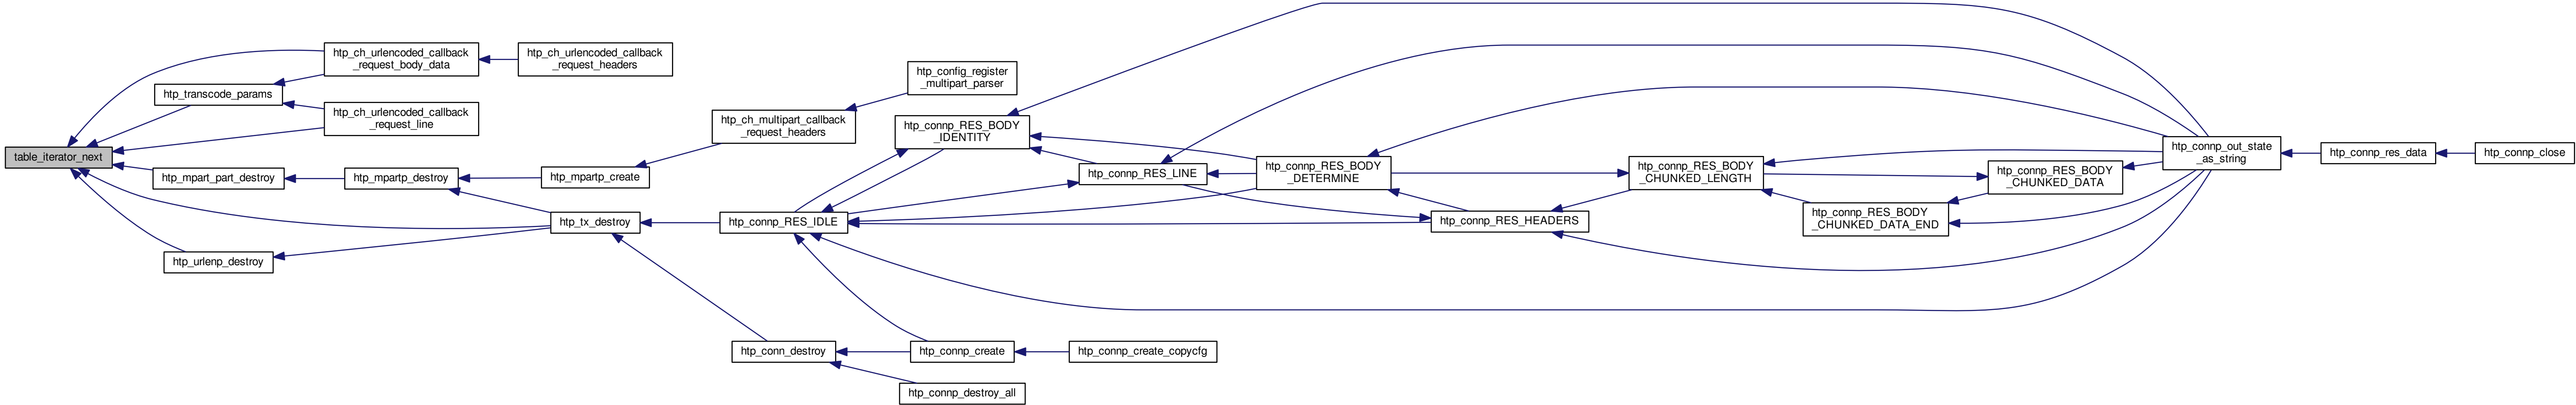 table_iterator_next
htp_ch_urlencoded_callback
_request_body_data
htp_ch_urlencoded_callback
_request_headers
htp_transcode_params
htp_ch_urlencoded_callback
_request_line
htp_mpart_part_destroy
htp_mpartp_destroy
htp_mpartp_create
htp_ch_multipart_callback
_request_headers
htp_config_register
_multipart_parser
htp_tx_destroy
htp_urlenp_destroy
htp_connp_RES_IDLE
htp_connp_RES_BODY
_IDENTITY
htp_connp_RES_LINE
htp_connp_RES_BODY
_DETERMINE
htp_connp_RES_HEADERS
htp_connp_RES_BODY
_CHUNKED_LENGTH
htp_connp_RES_BODY
_CHUNKED_DATA_END
htp_connp_RES_BODY
_CHUNKED_DATA
htp_connp_out_state
_as_string
htp_connp_res_data
htp_connp_close
htp_conn_destroy
htp_connp_create
htp_connp_create_copycfg
htp_connp_destroy_all